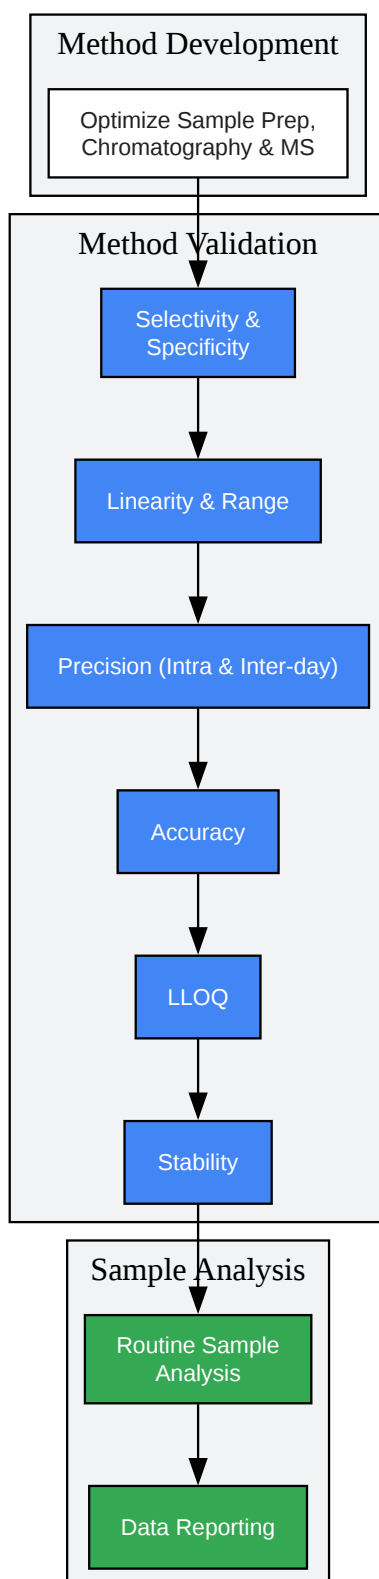 Method Development
Optimize Sample Prep,
Chromatography & MS
Method Validation
Selectivity &
Specificity
Linearity & Range
Precision (Intra & Inter-day)
Accuracy
LLOQ
Stability
Sample Analysis
Routine Sample
Analysis
Data Reporting